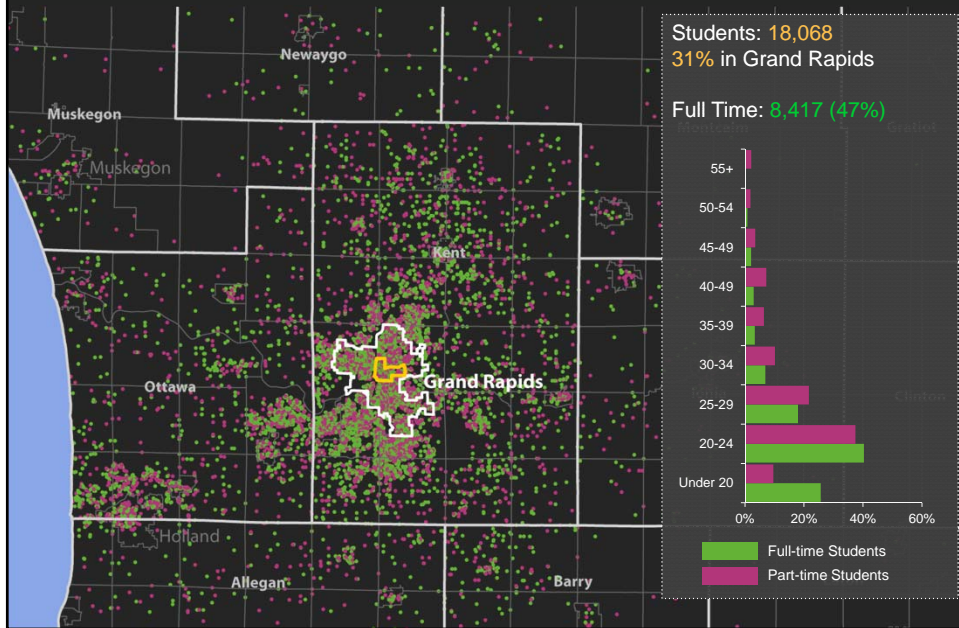 Students: 18,068
31% in Grand Rapids
Full Time: 8,417 (47%)
Newaygo
Muskegon
Muskegon
Montcalm
Gratiot
Kent
Ottawa
Grand Rapids
Clinton
Holland
Allegan
Barry
55+
50-54
45-49
40-49
35-39
30-34
25-29
20-24
Under 20
0%
20%
40%
60%
Full-time Students
Part-time Students